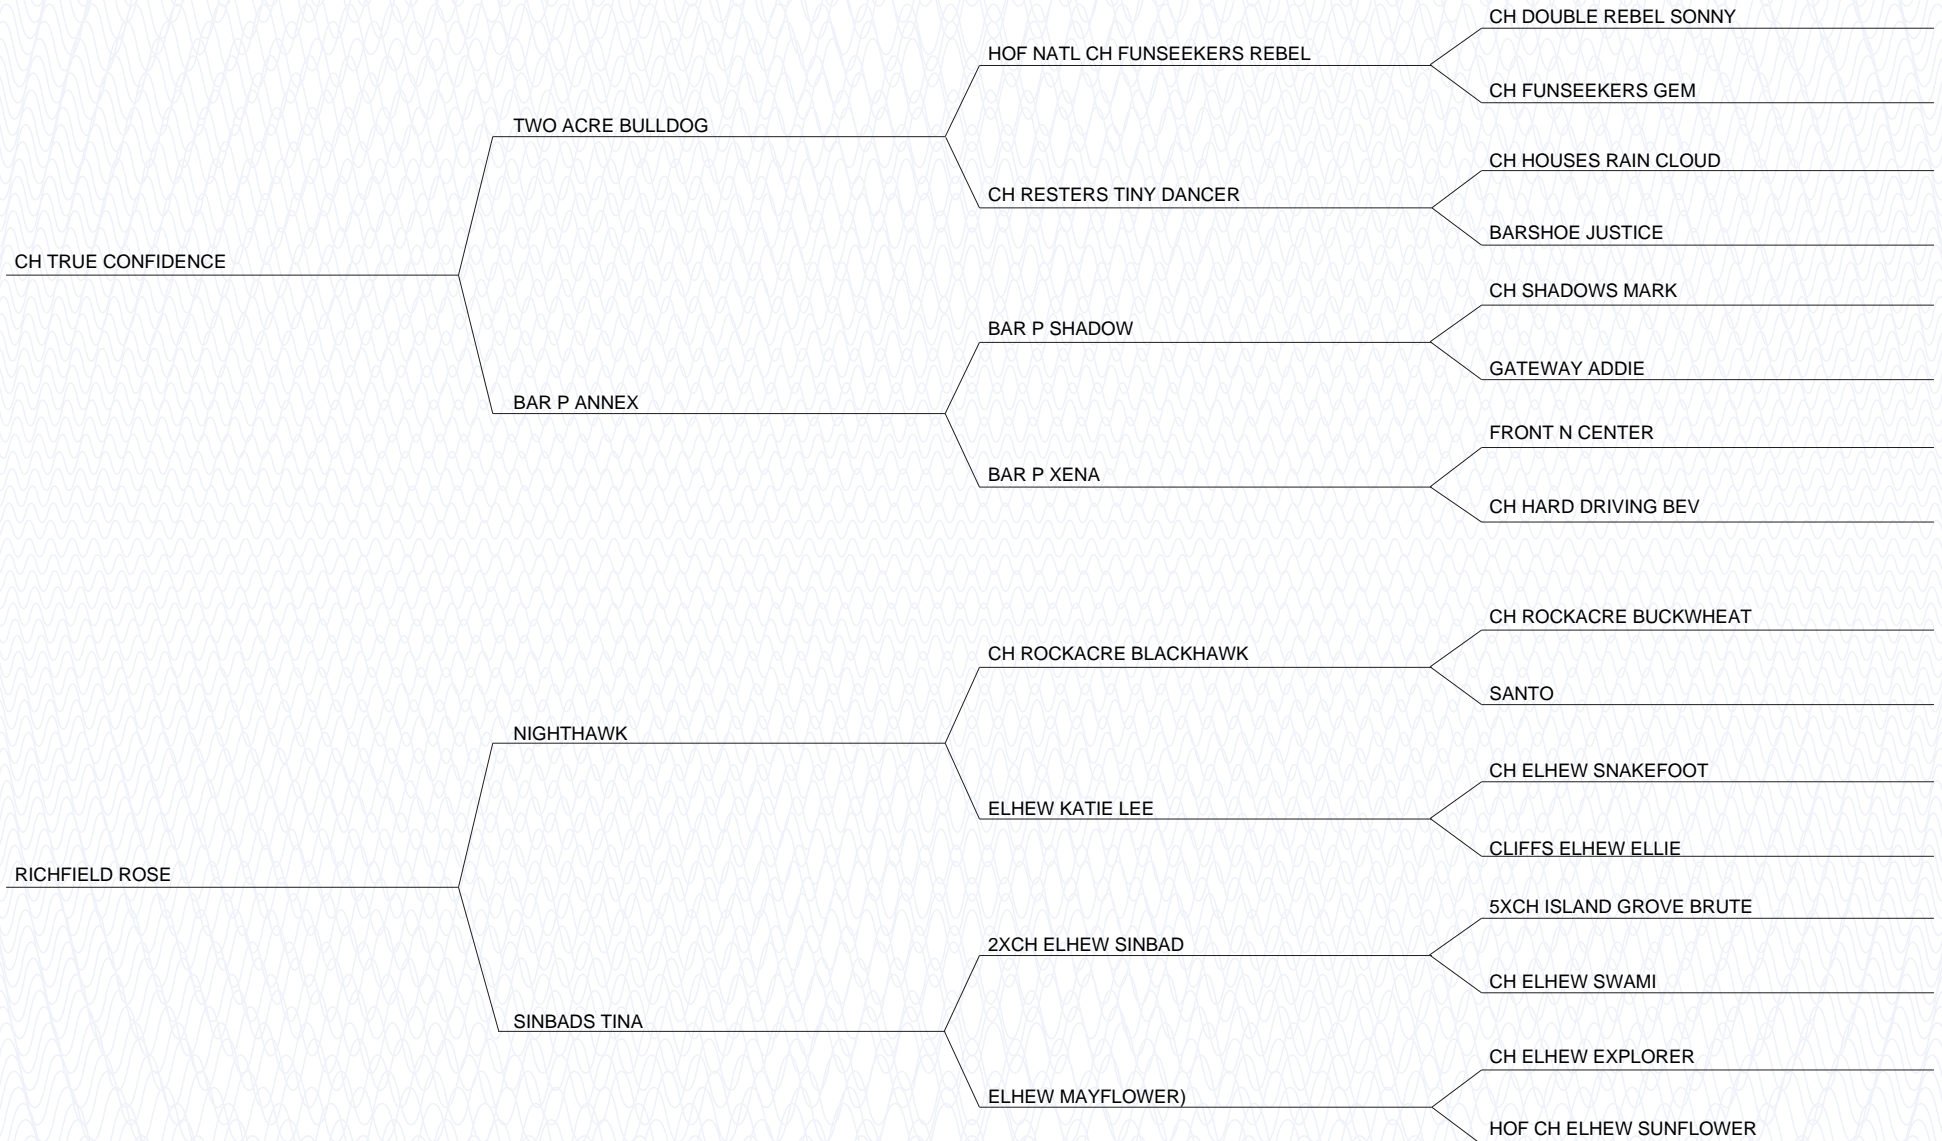 CH DOUBLE REBEL SONNY
HOF NATL CH FUNSEEKERS REBEL
CH FUNSEEKERS GEM
TWO ACRE BULLDOG
CH HOUSES RAIN CLOUD
CH RESTERS TINY DANCER
BARSHOE JUSTICE
CH TRUE CONFIDENCE
CH SHADOWS MARK
BAR P SHADOW
GATEWAY ADDIE
BAR P ANNEX
FRONT N CENTER
BAR P XENA
CH HARD DRIVING BEV
CH ROCKACRE BUCKWHEAT
CH ROCKACRE BLACKHAWK
SANTO
NIGHTHAWK
CH ELHEW SNAKEFOOT
ELHEW KATIE LEE
CLIFFS ELHEW ELLIE
RICHFIELD ROSE
5XCH ISLAND GROVE BRUTE
2XCH ELHEW SINBAD
CH ELHEW SWAMI
SINBADS TINA
CH ELHEW EXPLORER
ELHEW MAYFLOWER)
HOF CH ELHEW SUNFLOWER